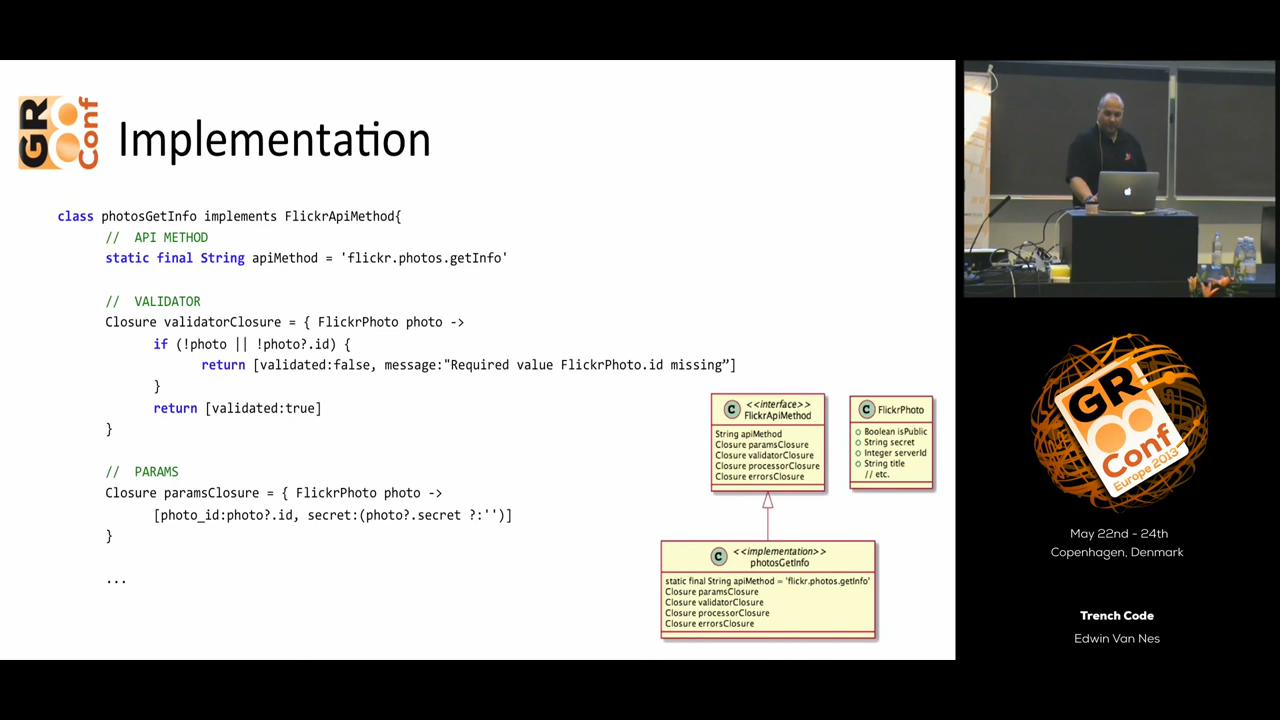 GR8 Conf
Implementation
class photosGetInfo implements FlickrApiMethod{
// API METHOD
static final String apiMethod = 'flickr.photos.getInfo'
// VALIDATOR
Closure validatorClosure = { FlickrPhoto photo ->
if (!photo || !photo?.id) {
return [validated:false, message:"Required value FlickrPhoto.id missing”]
}
return [validated:true]
}
// PARAMS
Closure paramsClosure = { FlickrPhoto photo ->
[photo_id:photo?.id, secret:(photo?.secret ?:'')]
}
...
C <<interface>>
FlickrApiMethod
String apiMethod
Closure paramsClosure
Closure validatorClosure
Closure processorClosure
Closure errorsClosure
C FlickrPhoto
Boolean isPublic
String secret
Integer serverId
String title
// etc.
C <<implementation>>
photosGetInfo
static final String apiMethod = 'flickr.photos.getInfo'
Closure paramsClosure
Closure validatorClosure
Closure processorClosure
Closure errorsClosure
GR8
Conf
Europe 2013
May 22nd - 24th
Copenhagen, Denmark
Trench Code
Edwin Van Nes